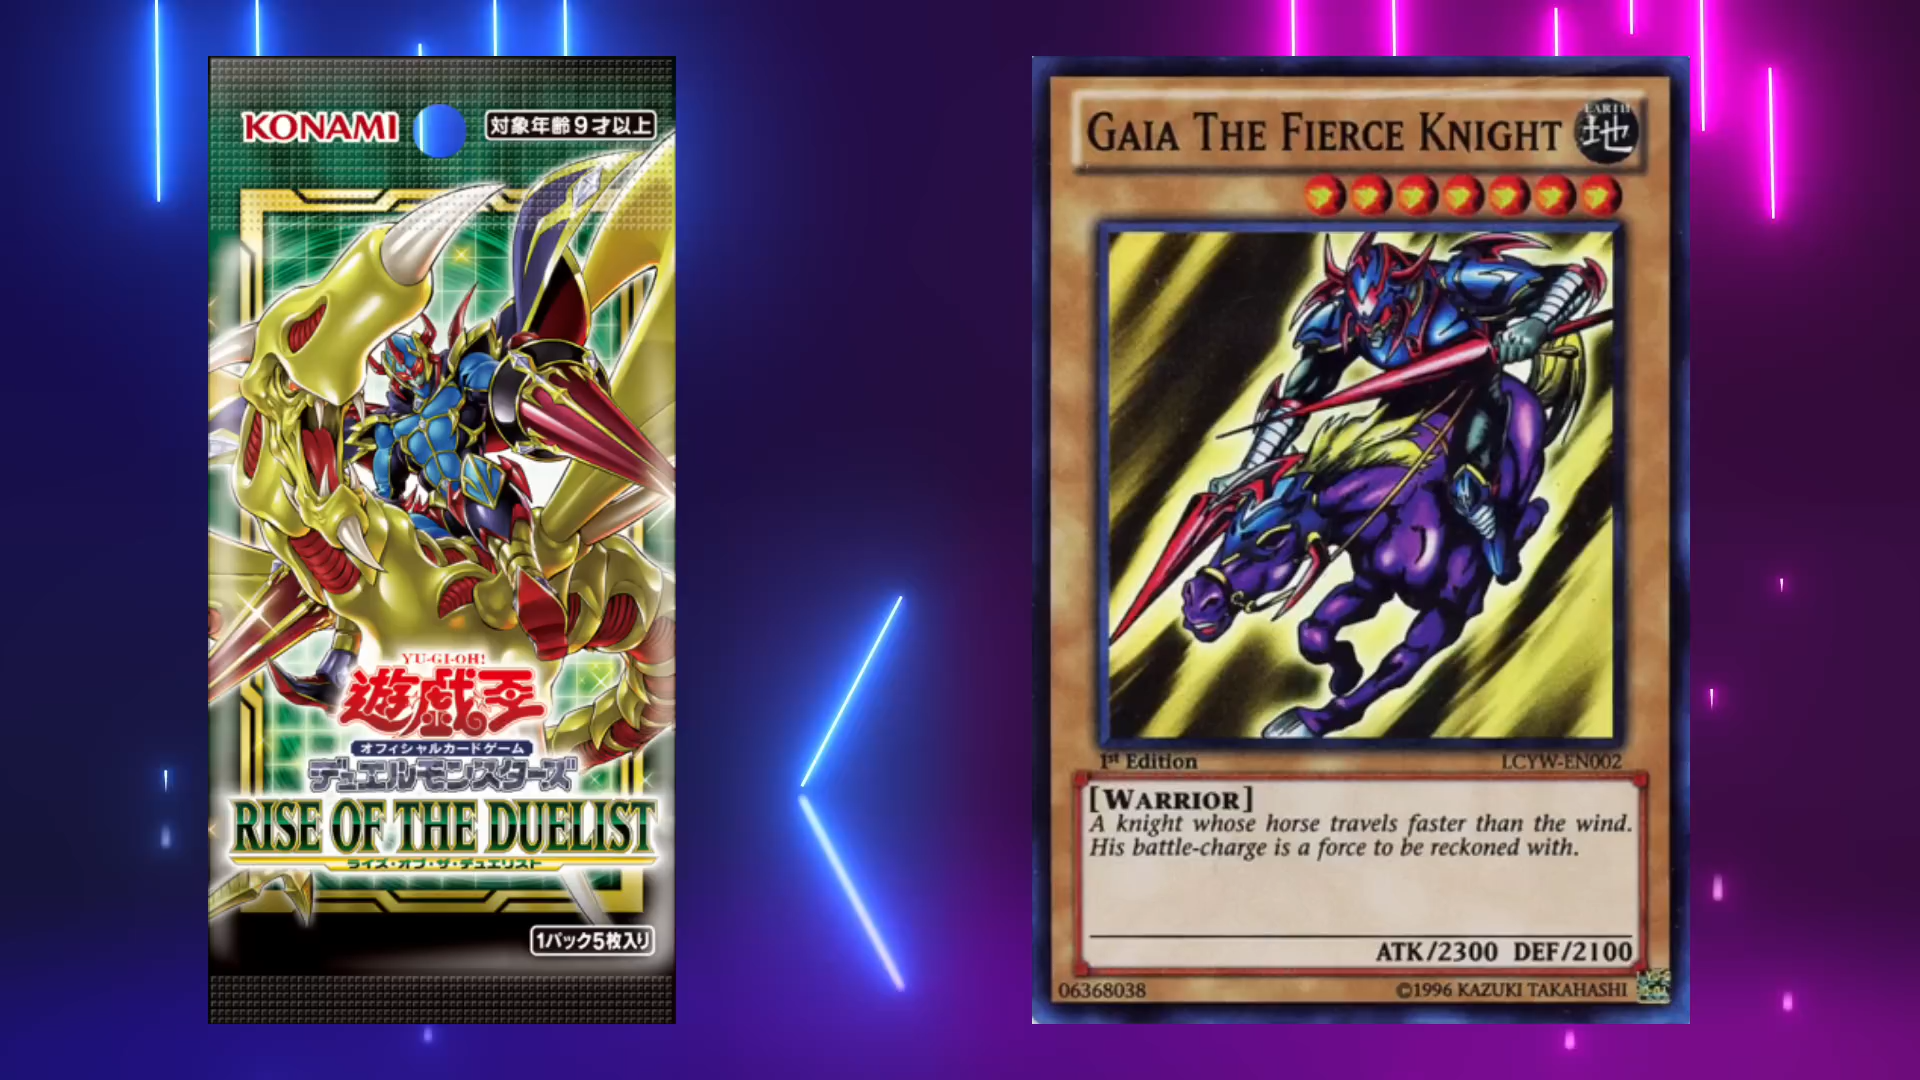 KONAMI
対象年齢9才以上
YU-GI-OH!
遊戯王
オフィシャルカードゲーム
デュエルモンスターズ
RISE OF THE DUELIST
ライズ・オブ・ザ・デュエリスト
1パック5枚入り
GAIA THE FIERCE KNIGHT
EARTH
地
1st Edition
LCYW-EN002
[WARRIOR]
A knight whose horse travels faster than the wind.
His battle-charge is a force to be reckoned with.
ATK/2300 DEF/2100
06368038
©1996 KAZUKI TAKAHASHI